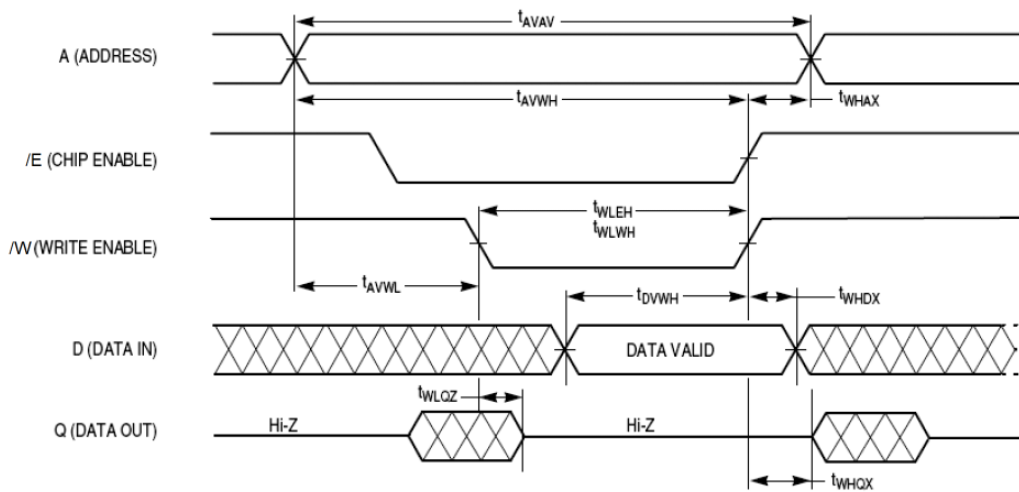 tAVAV
A (ADDRESS)
tAVWH
tWHAX
/E (CHIP ENABLE)
tWLEH
tWLWH
/W (WRITE ENABLE)
tAVWL
tDVWH
tWHDX
D (DATA IN)
DATA VALID
tWLQZ
Q (DATA OUT)
Hi-Z
Hi-Z
tWHQX